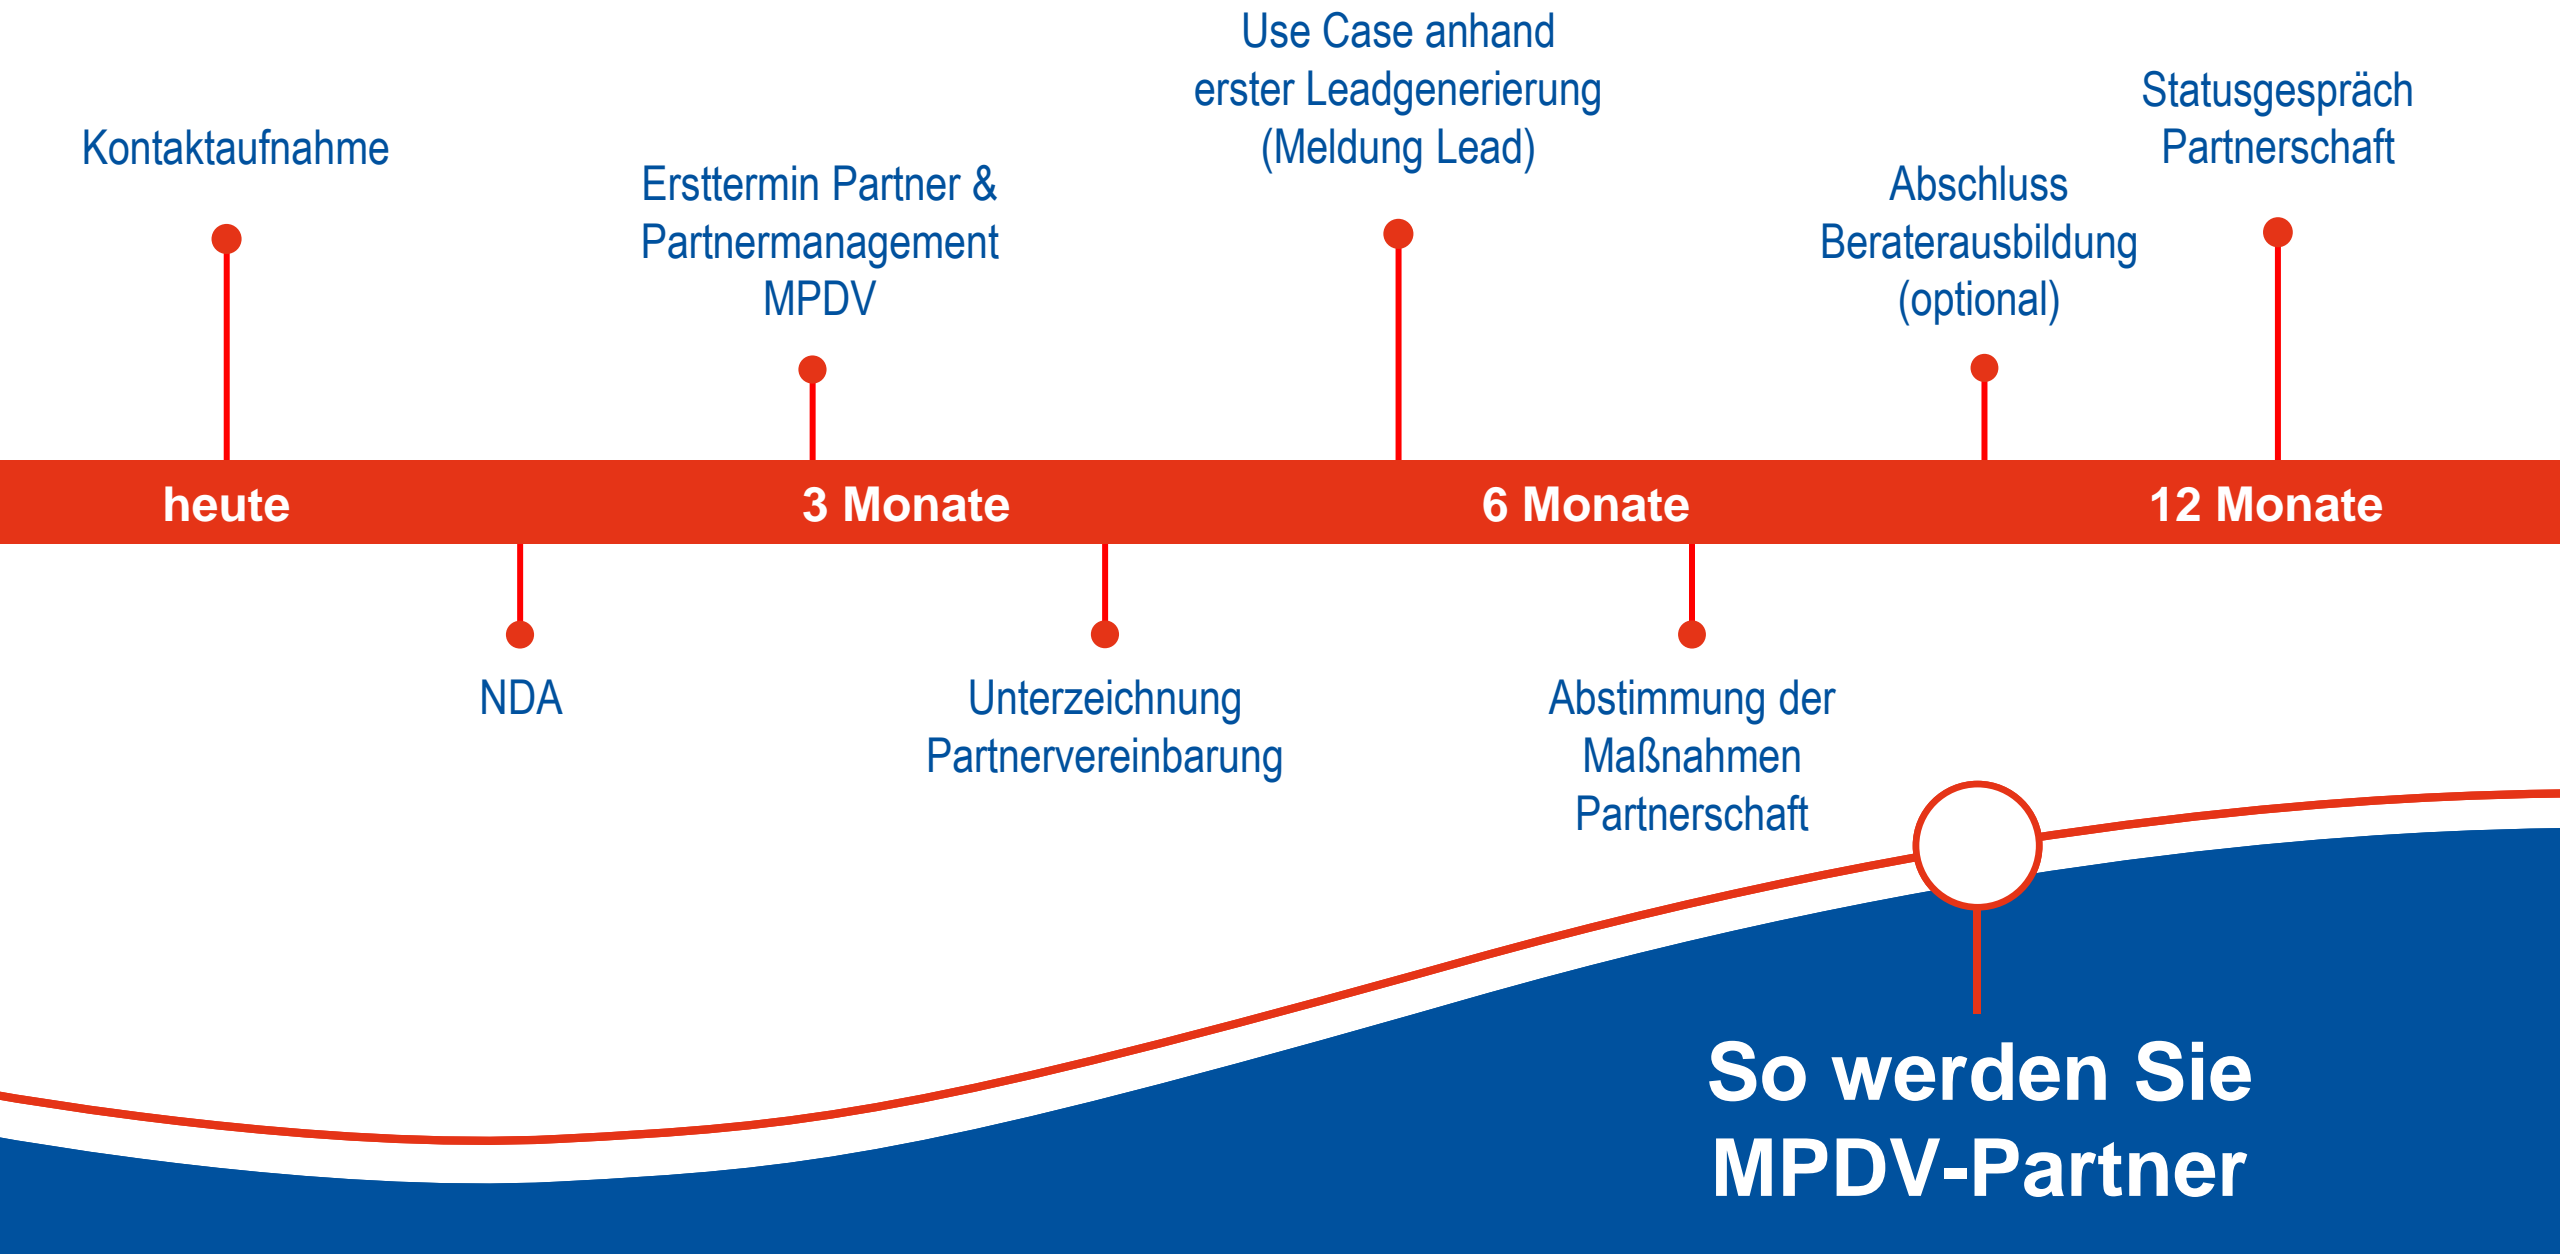 Kontaktaufnahme
Ersttermin Partner &
Partnermanagement
MPDV
Use Case anhand
erster Leadgenerierung
(Meldung Lead)
Abschluss
Beraterausbildung
(optional)
Statusgespräch
Partnerschaft
heute
3 Monate
6 Monate
12 Monate
NDA
Unterzeichnung
Partnervereinbarung
Abstimmung der
Maßnahmen
Partnerschaft
So werden Sie
MPDV-Partner